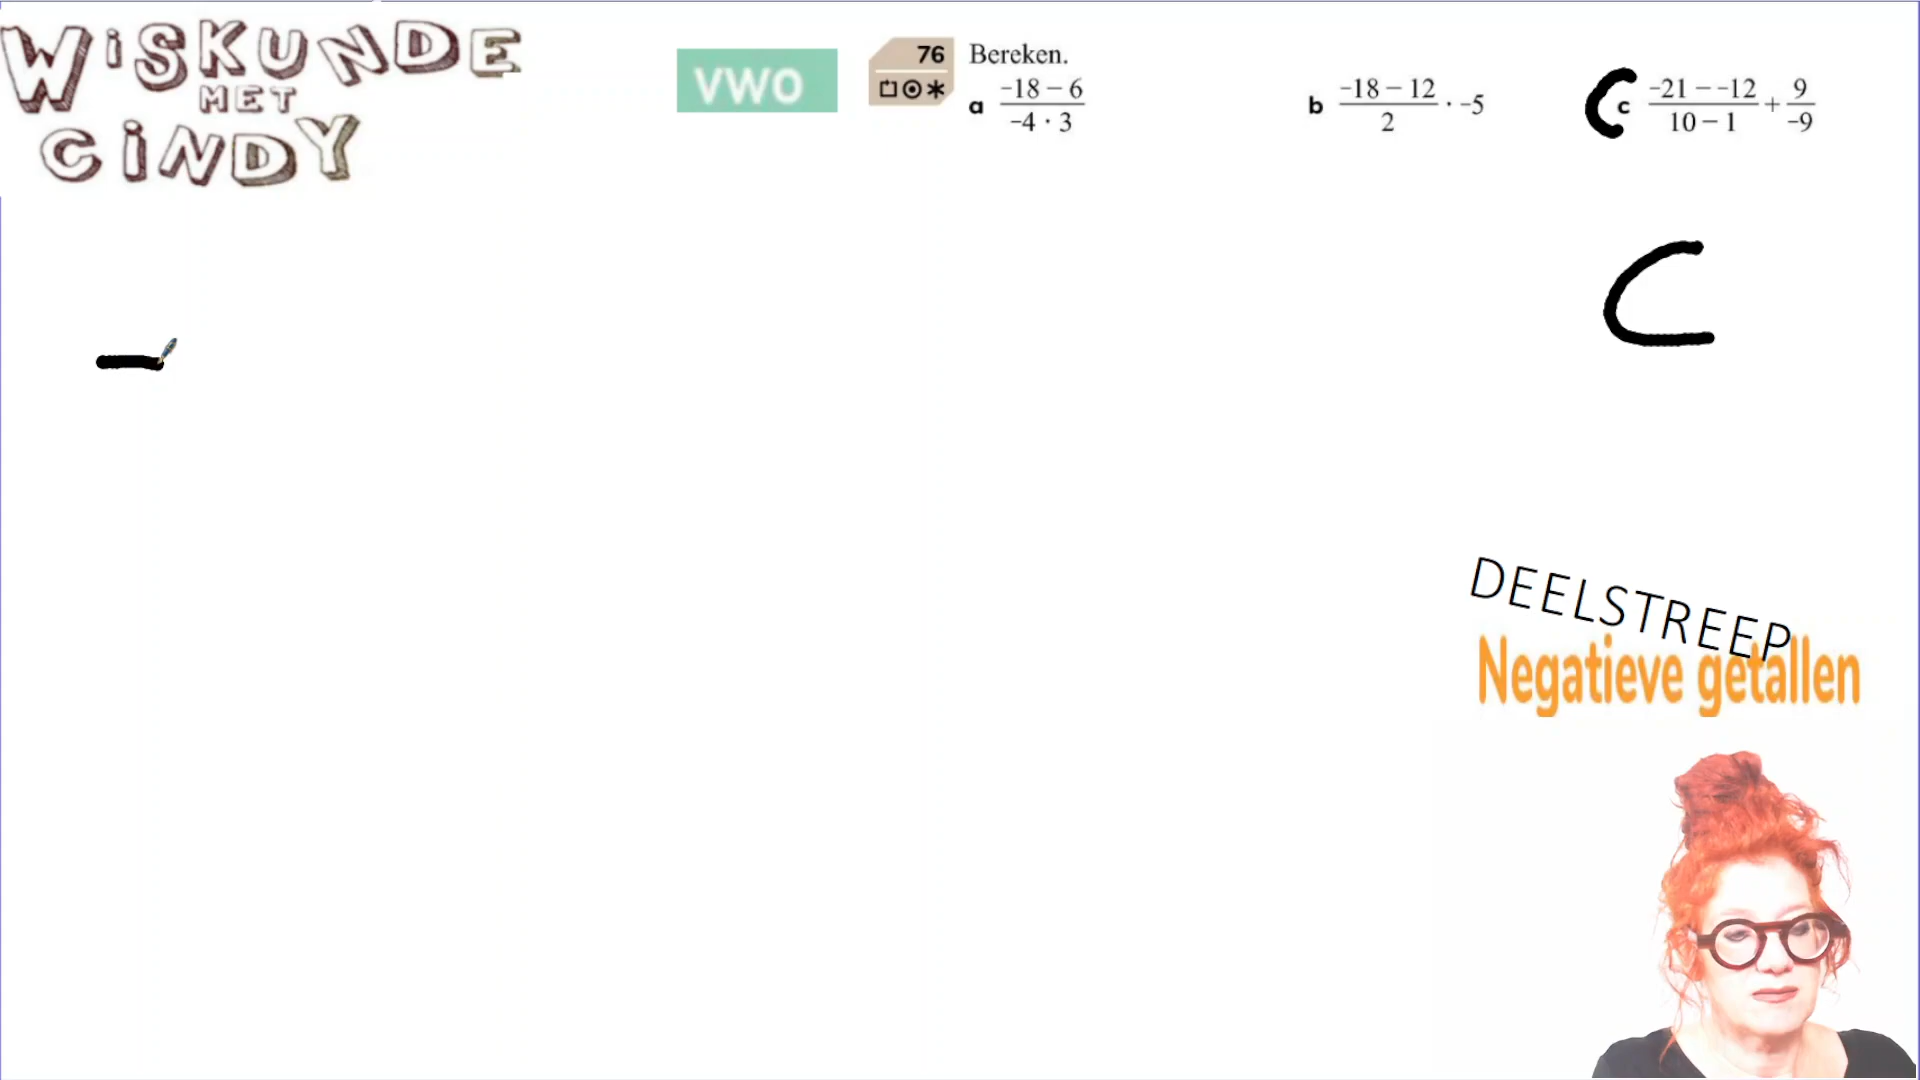 WiSKUNDE
MET
CiNDY
VWO
76
Bereken.
a -18 − 6 / -4 · 3
b -18 − 12 / 2 · -5
c -21 − -12 / 10 − 1 + 9 / -9
C
DEELSTREEP
Negatieve getallen